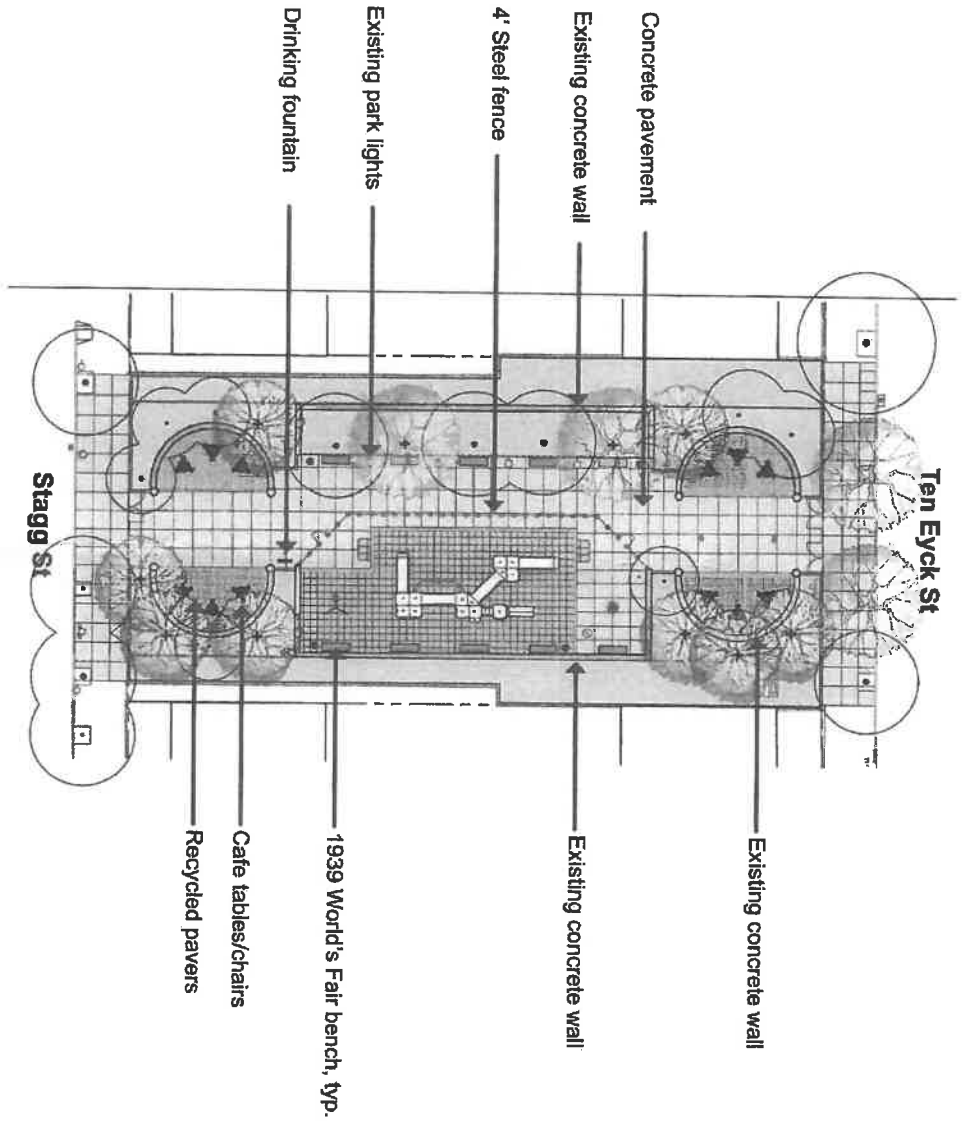 Concrete pavement
Existing concrete wall
4' Steel fence
Existing park lights
Drinking fountain
Ten Eyck St
Stagg St
Existing concrete wall
Existing concrete wall
1939 World's Fair bench, typ.
Cafe tables/chairs
Recycled pavers